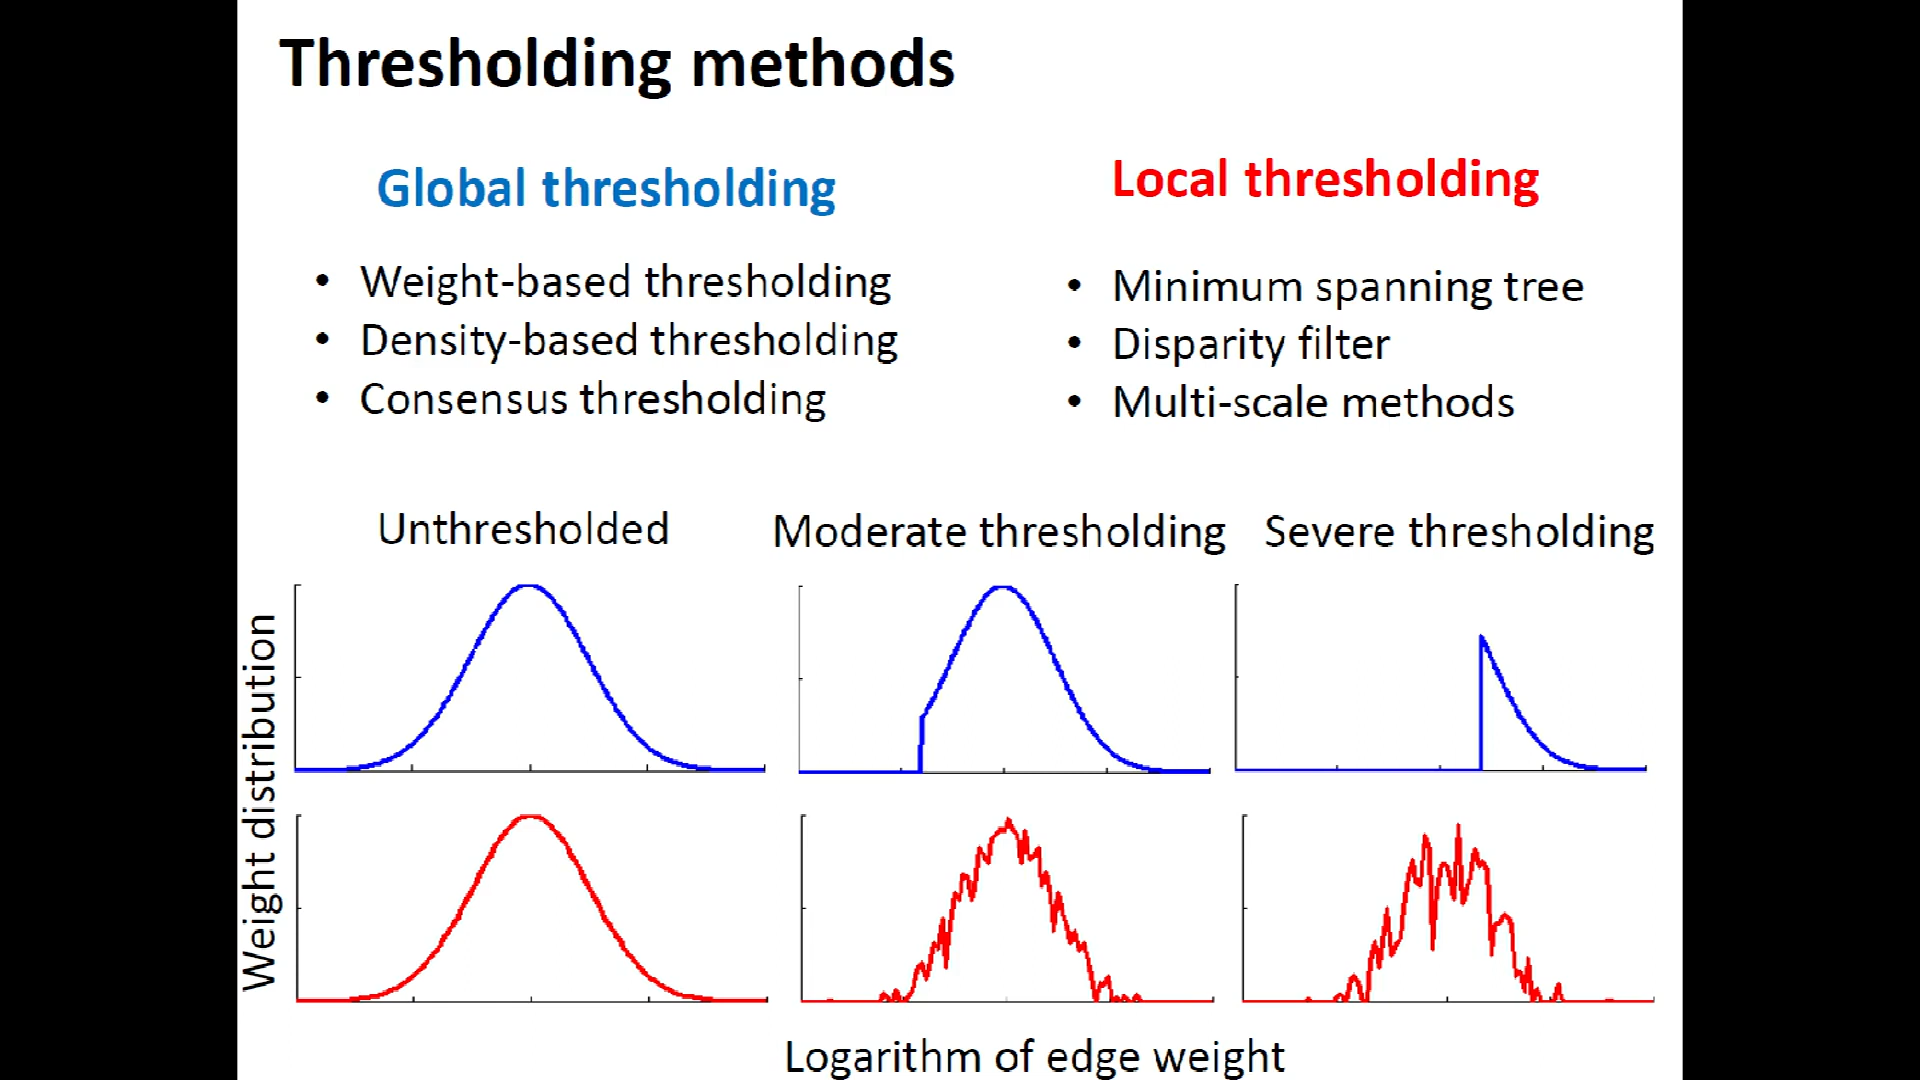 Thresholding methods
Global thresholding
• Weight-based thresholding
• Density-based thresholding
• Consensus thresholding
Local thresholding
• Minimum spanning tree
• Disparity filter
• Multi-scale methods
Unthresholded
Moderate thresholding
Severe thresholding
Weight distribution
Logarithm of edge weight